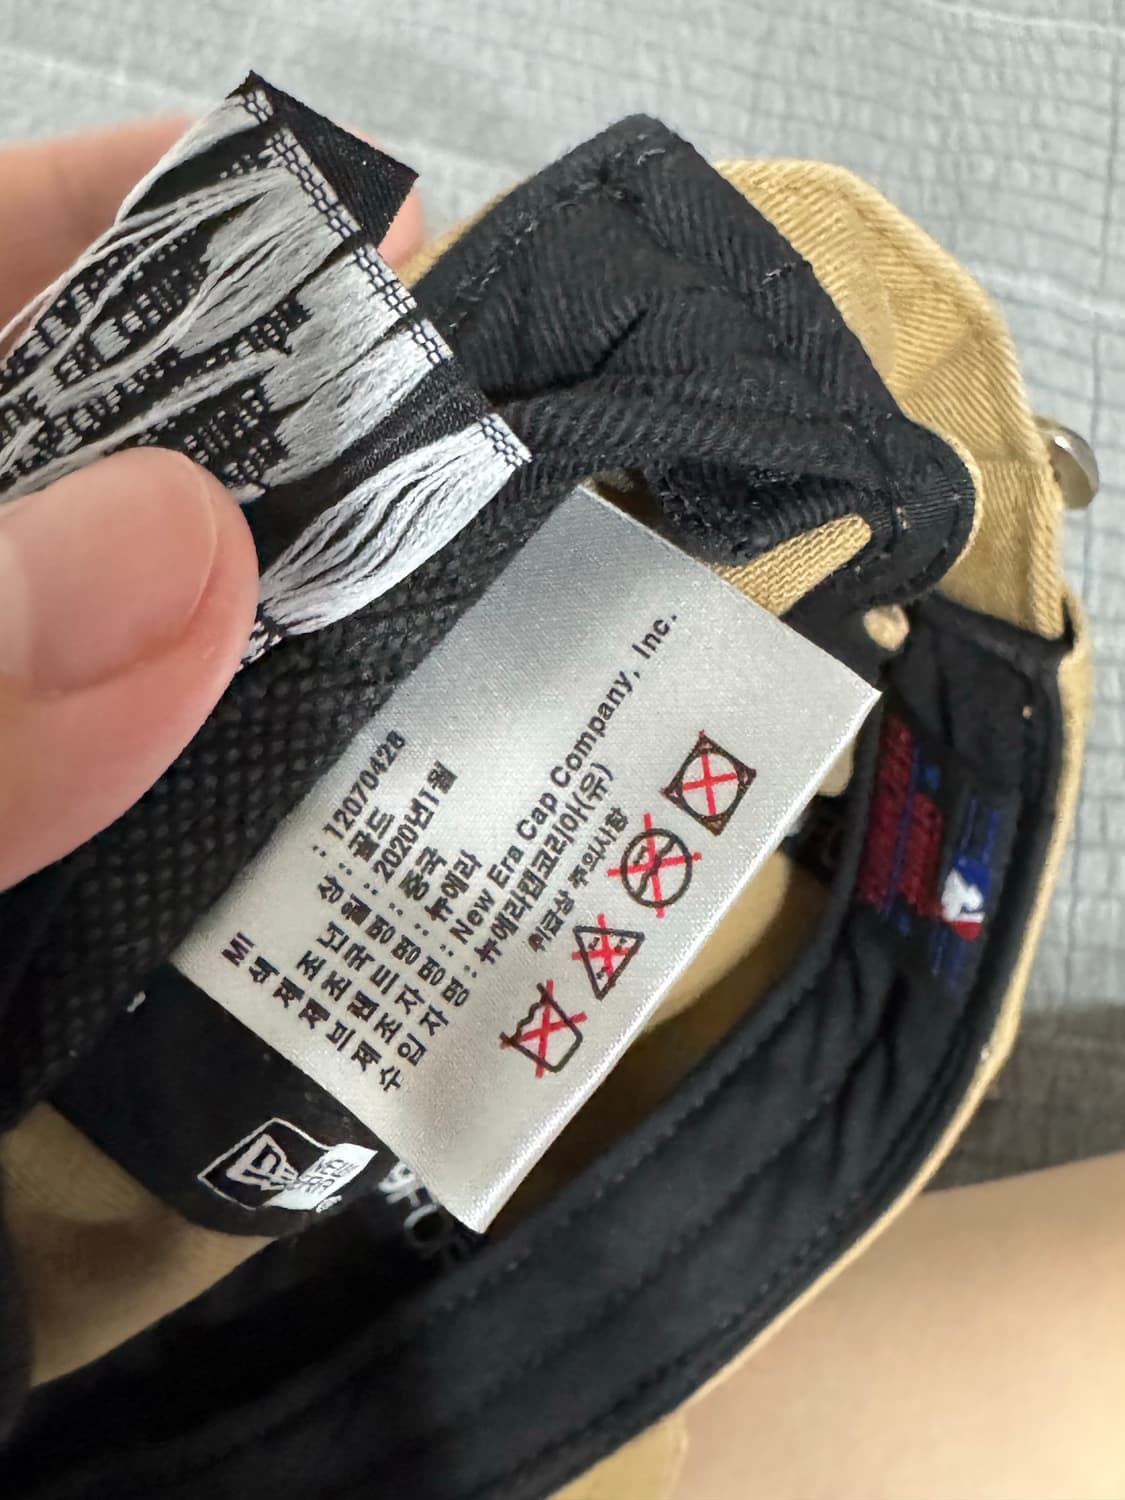 MI : 12070428
색 상 : 골드
제조년월 : 2020년1월
제조국명 : 중국
브랜드명 : 뉴에라
제조자명 : New Era Cap Company, Inc.
수입자명 : 뉴에라캡코리아(유)
취급상 주의사항